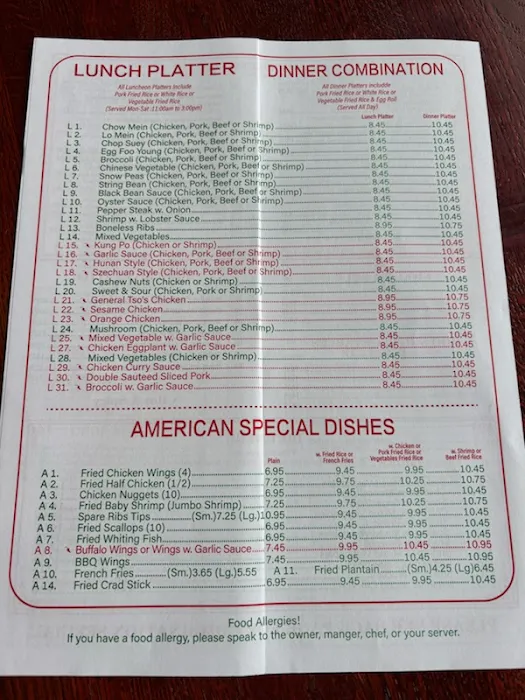 LUNCH PLATTER
All Luncheon Platters Include
Pork Fried Rice or White Rice or
Vegetable Fried Rice
(Served Mon-Sat :11:00am to 3:00pm)
DINNER COMBINATION
All Dinner Platters Includde
Pork Fried Rice or White Rice or
Vegetable Fried Rice & Egg Roll
(Served All Day)
Lunch Platter Dinner Platter
L 1. Chow Mein (Chicken, Pork, Beef or Shrimp) 8.45 10.45
L 2. Lo Mein (Chicken, Pork, Beef or Shrimp) 8.45 10.45
L 3. Chop Suey (Chicken, Pork, Beef or Shrimp) 8.45 10.45
L 4. Egg Foo Young (Chicken, Pork, Beef or Shrimp) 8.45 10.45
L 5. Broccoli (Chicken, Pork, Beef or Shrimp) 8.45 10.45
L 6. Chinese Vegetable (Chicken, Pork, Beef or Shrimp) 8.45 10.45
L 7. Snow Peas (Chicken, Pork, Beef or Shrimp) 8.45 10.45
L 8. String Bean (Chicken, Pork, Beef or Shrimp) 8.45 10.45
L 9. Black Bean Sauce (Chicken, Pork, Beef or Shrimp) 8.45 10.45
L 10. Oyster Sauce (Chicken, Pork, Beef or Shrimp) 8.45 10.45
L 11. Pepper Steak w. Onion 8.45 10.45
L 12. Shrimp w. Lobster Sauce 8.45 10.45
L 13. Boneless Ribs 8.95 10.75
L 14. Mixed Vegetables 8.45 10.45
L 15. Kung Po (Chicken or Shrimp) 8.45 10.45
L 16. Garlic Sauce (Chicken, Pork, Beef or Shrimp) 8.45 10.45
L 17. Hunan Style (Chicken, Pork, Beef or Shrimp) 8.45 10.45
L 18. Szechuan Style (Chicken, Pork, Beef or Shrimp) 8.45 10.45
L 19. Cashew Nuts (Chicken or Shrimp) 8.45 10.45
L 20. Sweet & Sour (Chicken, Pork or Shrimp) 8.45 10.45
L 21. General Tso's Chicken 8.95 10.75
L 22. Sesame Chicken 8.95 10.75
L 23. Orange Chicken 8.95 10.75
L 24. Mushroom (Chicken, Pork, Beef or Shrimp) 8.45 10.45
L 25. Mixed Vegetable w. Garlic Sauce 8.45 10.45
L 27. Chicken Eggplant w. Garlic Sauce 8.45 10.45
L 28. Mixed Vegetables (Chicken or Shrimp) 8.45 10.45
L 29. Chicken Curry Sauce 8.45 10.45
L 30. Double Sauteed Sliced Pork 8.45 10.45
L 31. Broccoli w. Garlic Sauce 8.45 10.45
AMERICAN SPECIAL DISHES
Plain
w. Fried Rice or
French Fries
w. Chicken or
Pork Fried Rice or
Vegetables Fried Rice
w. Shrimp or
Beef Fried Rice
A 1. Fried Chicken Wings (4) 6.95 9.45 9.95 10.45
A 2. Fried Half Chicken (1/2) 7.25 9.75 10.25 10.75
A 3. Chicken Nuggets (10) 6.95 9.45 9.95 10.45
A 4. Fried Baby Shrimp (Jumbo Shrimp) 7.25 9.75 10.25 10.75
A 5. Spare Ribs Tips (Sm.)7.25 (Lg.)10.95 9.45 9.95 10.45
A 6. Fried Scallops (10) 6.95 9.45 9.95 10.45
A 7. Fried Whiting Fish 6.95 9.45 9.95 10.45
A 8. Buffalo Wings or Wings w. Garlic Sauce 7.45 9.95 10.45 10.95
A 9. BBQ Wings 7.45 9.95 10.45 10.95
A 10. French Fries (Sm.)3.65 (Lg.)5.55 A 11. Fried Plantain (Sm.)4.25 (Lg)6.45
A 14. Fried Crad Stick 6.95 9.45 9.95 10.45
Food Allergies!
If you have a food allergy, please speak to the owner, manger, chef, or your server.